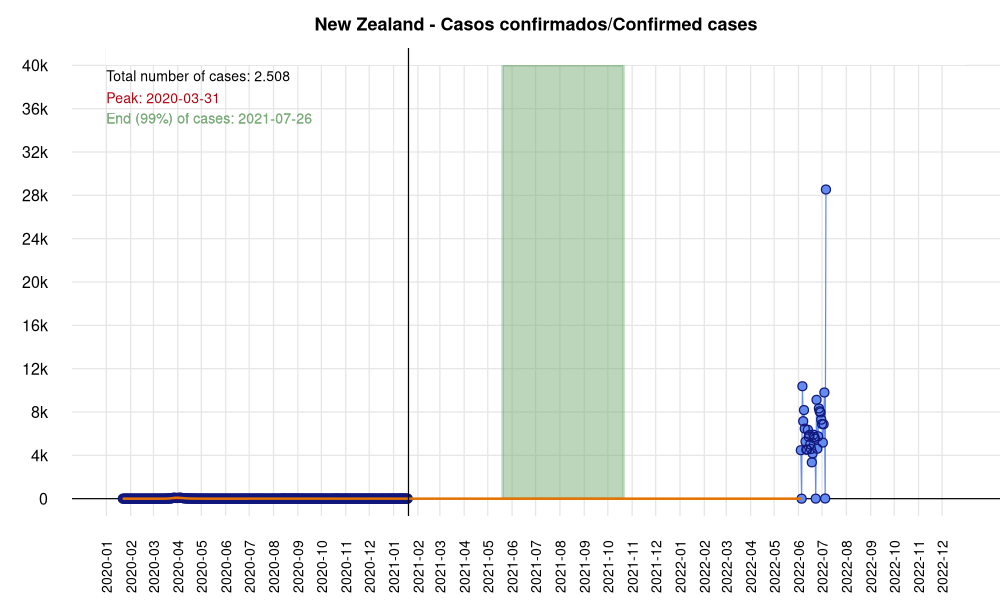 New Zealand - Casos confirmados/Confirmed cases
40k
36k
32k
28k
24k
20k
16k
12k
8k
4k
0
Total number of cases: 2.508
Peak: 2020-03-31
End (99%) of cases: 2021-07-26
2020-01
2020-02
2020-03
2020-04
2020-05
2020-06
2020-07
2020-08
2020-09
2020-10
2020-11
2020-12
2021-01
2021-02
2021-03
2021-04
2021-05
2021-06
2021-07
2021-08
2021-09
2021-10
2021-11
2021-12
2022-01
2022-02
2022-03
2022-04
2022-05
2022-06
2022-07
2022-08
2022-09
2022-10
2022-11
2022-12